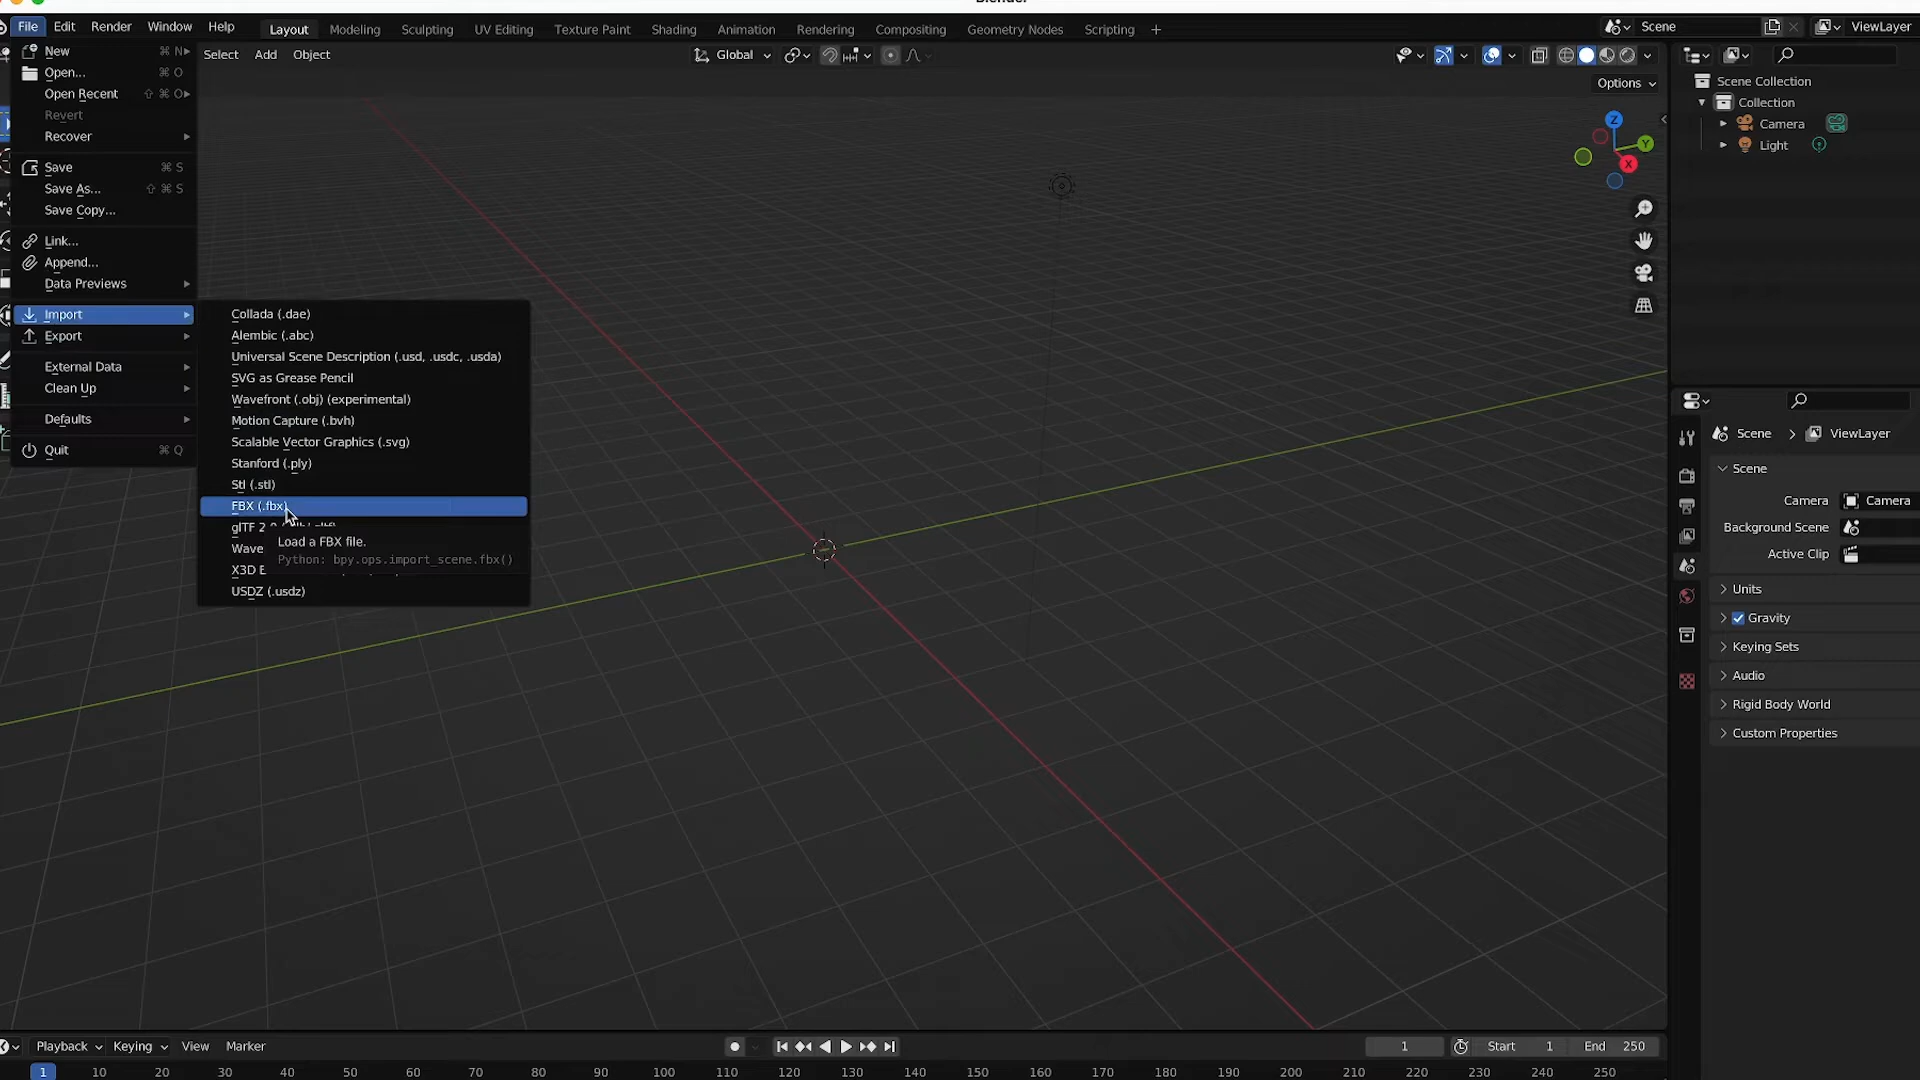 File Edit Render Window Help Layout Modeling Sculpting UV Editing Texture Paint Shading Animation Rendering Compositing Geometry Nodes Scripting + Scene ViewLayer
Select Add Object Global
Options
New ⌘ N
Open... ⌘ O
Open Recent ⇧ ⌘ O
Revert
Recover
Save ⌘ S
Save As... ⇧ ⌘ S
Save Copy...
Link...
Append...
Data Previews
Import
Export
External Data
Clean Up
Defaults
Quit ⌘ Q
Collada (.dae)
Alembic (.abc)
Universal Scene Description (.usd, .usdc, .usda)
SVG as Grease Pencil
Wavefront (.obj) (experimental)
Motion Capture (.bvh)
Scalable Vector Graphics (.svg)
Stanford (.ply)
Stl (.stl)
FBX (.fbx)
glTF
Load a FBX file.
Wave
Python: bpy.ops.import_scene.fbx()
X3D E
USDZ (.usdz)
Z
Y
X
Scene Collection
Collection
Camera
Light
Scene ViewLayer
Scene
Camera Camera
Background Scene
Active Clip
Units
Gravity
Keying Sets
Audio
Rigid Body World
Custom Properties
Playback Keying View Marker 1 Start 1 End 250
1 10 20 30 40 50 60 70 80 90 100 110 120 130 140 150 160 170 180 190 200 210 220 230 240 250